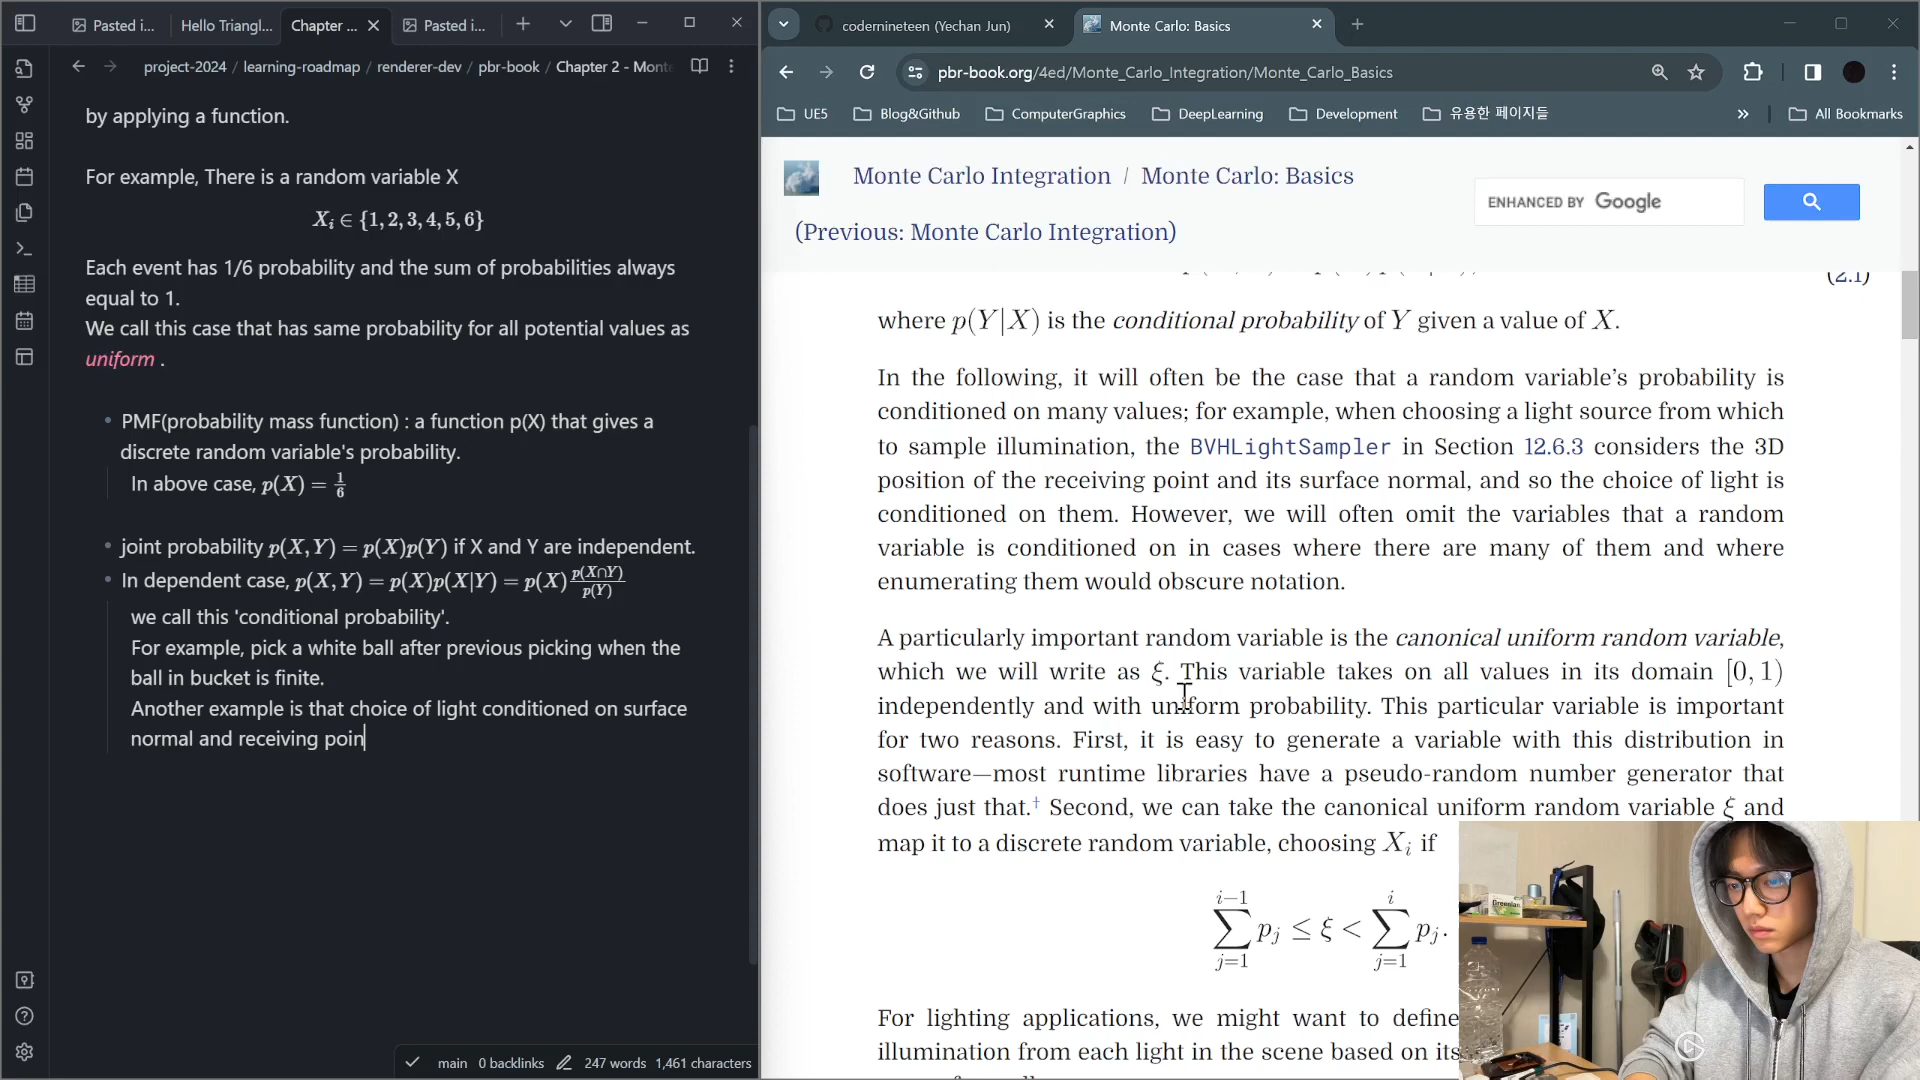 Pasted i...
Hello Triangl...
Chapter ...
Pasted i...
project-2024 / learning-roadmap / renderer-dev / pbr-book / Chapter 2 - Monte
by applying a function.
For example, There is a random variable X
X_i ∈ {1, 2, 3, 4, 5, 6}
Each event has 1/6 probability and the sum of probabilities always
equal to 1.
We call this case that has same probability for all potential values as
uniform .
• PMF(probability mass function) : a function p(X) that gives a
discrete random variable's probability.
In above case, p(X) = 1/6
• joint probability p(X, Y) = p(X)p(Y) if X and Y are independent.
• In dependent case, p(X, Y) = p(X)p(X|Y) = p(X) p(X∩Y)/p(Y)
we call this 'conditional probability'.
For example, pick a white ball after previous picking when the
ball in bucket is finite.
Another example is that choice of light conditioned on surface
normal and receiving poin
main 0 backlinks 247 words 1,461 characters
codernineteen (Yechan Jun)
Monte Carlo: Basics
pbr-book.org/4ed/Monte_Carlo_Integration/Monte_Carlo_Basics
UE5
Blog&Github
ComputerGraphics
DeepLearning
Development
유용한 페이지들
All Bookmarks
Monte Carlo Integration / Monte Carlo: Basics
ENHANCED BY Google
(Previous: Monte Carlo Integration)
(2.1)
where p(Y|X) is the conditional probability of Y given a value of X.
In the following, it will often be the case that a random variable’s probability is
conditioned on many values; for example, when choosing a light source from which
to sample illumination, the BVHLightSampler in Section 12.6.3 considers the 3D
position of the receiving point and its surface normal, and so the choice of light is
conditioned on them. However, we will often omit the variables that a random
variable is conditioned on in cases where there are many of them and where
enumerating them would obscure notation.
A particularly important random variable is the canonical uniform random variable,
which we will write as ξ. This variable takes on all values in its domain [0, 1)
independently and with uniform probability. This particular variable is important
for two reasons. First, it is easy to generate a variable with this distribution in
software—most runtime libraries have a pseudo-random number generator that
does just that.† Second, we can take the canonical uniform random variable ξ and
map it to a discrete random variable, choosing X_i if
∑_{j=1}^{i−1} p_j ≤ ξ < ∑_{j=1}^{i} p_j.
For lighting applications, we might want to define
illumination from each light in the scene based on its